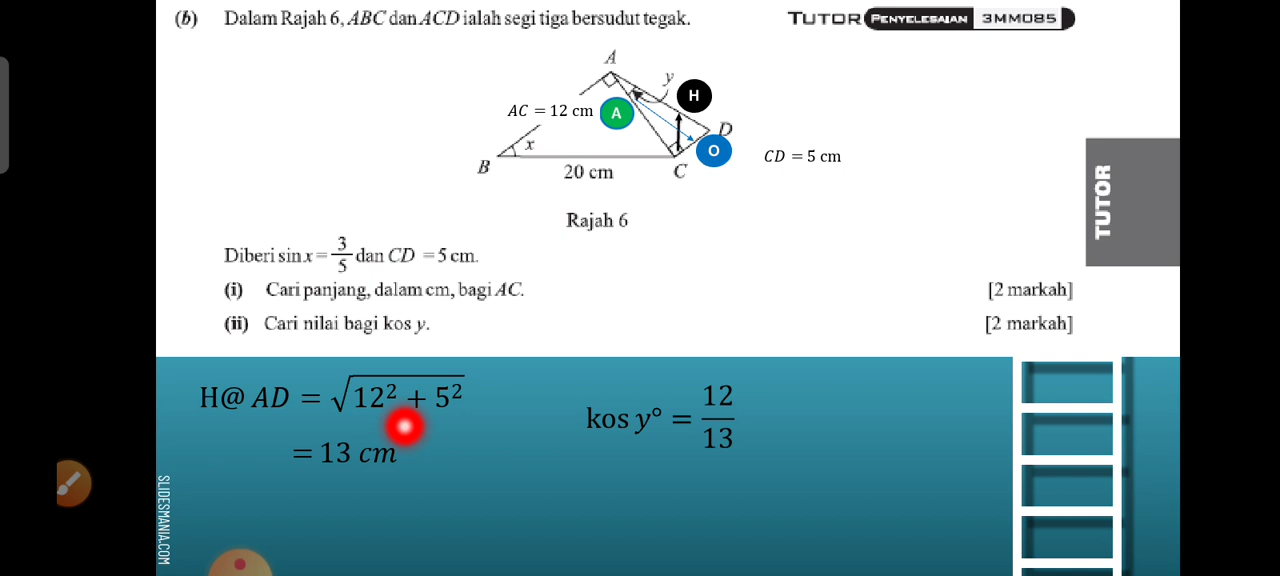 (b) Dalam Rajah 6, ABC dan ACD ialah segi tiga bersudut tegak.
TUTOR PENYELESAIAN 3MM085
A
y
H
AC = 12 cm A
D
x
O
CD = 5 cm
B
20 cm
C
TUTOR
Rajah 6
Diberi sin x = 3/5 dan CD = 5 cm.
(i) Cari panjang, dalam cm, bagi AC. [2 markah]
(ii) Cari nilai bagi kos y. [2 markah]
H@ AD = √(12² + 5²)
kos y° = 12/13
= 13 cm
SLIDESMANIA.COM